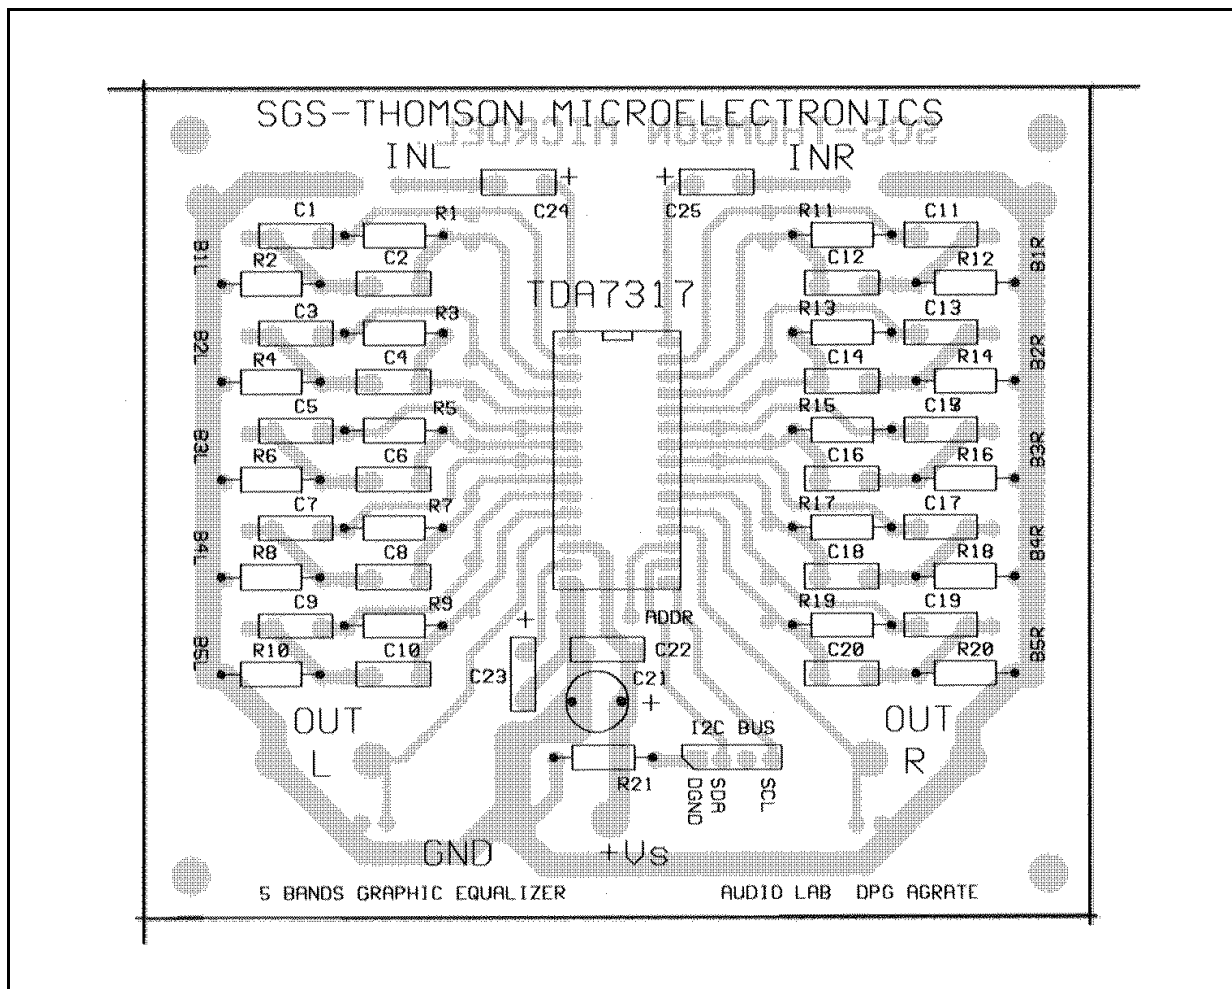 SGS-THOMSON MICROELECTRONICS
SGS-THOMSON MICROEL
INL INR
C24 C25
C1 R1 R11 C11
B1L R2 C2 C12 R12 B1R
TDA7317
C3 R3 R13 C13
B2L R4 C4 C14 R14 B2R
C5 R5 R15
B3L R6 C6 C16 R16 B3R
C7 R7 R17 C17
B4L R8 C8 C18 R18 B4R
C9 R9 R19 C19
ADDR
B5L R10 C10 C23 C22 C20 R20 B5R
C21
OUT L
I2C BUS
OUT R
R21
DGND SDA SCL
GND +Vs
5 BANDS GRAPHIC EQUALIZER AUDIO LAB DPG AGRATE